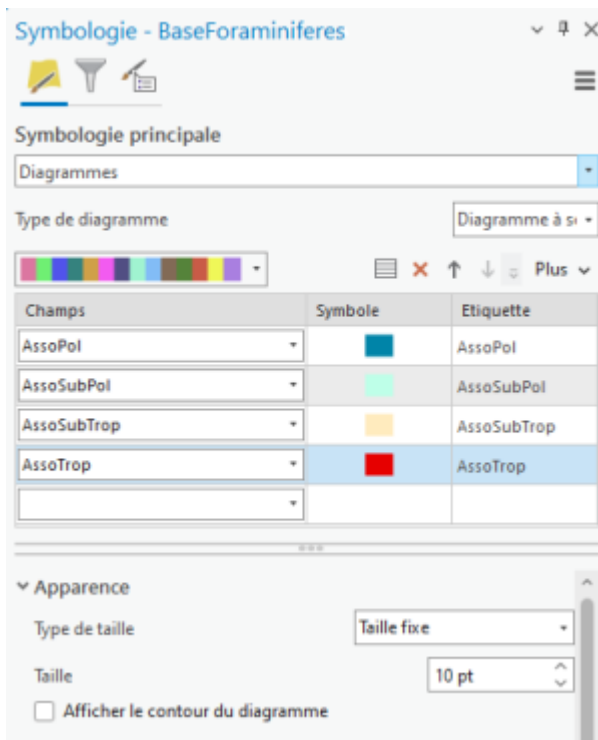 Symbologie - BaseForaminiferes
Symbologie principale
Diagrammes
Type de diagramme Diagramme à
Plus
Champs Symbole Etiquette
AssoPol AssoPol
AssoSubPol AssoSubPol
AssoSubTrop AssoSubTrop
AssoTrop AssoTrop
Apparence
Type de taille Taille fixe
Taille 10 pt
Afficher le contour du diagramme